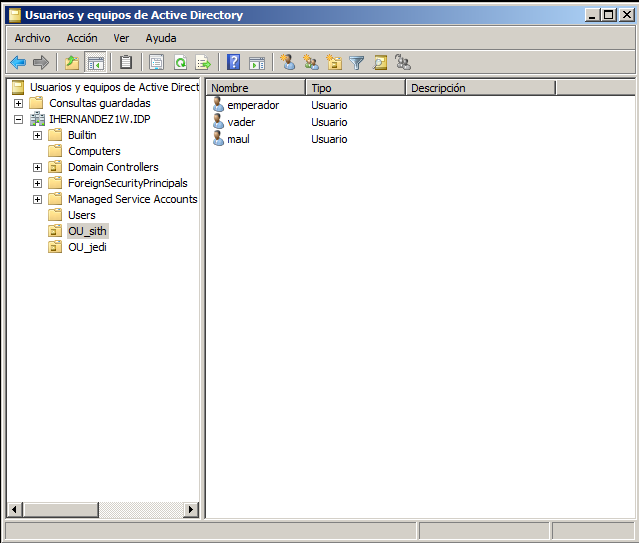 Usuarios y equipos de Active Directory
Archivo Acción Ver Ayuda
Usuarios y equipos de Active Direct
Consultas guardadas
IHERNANDEZ1W.IDP
Builtin
Computers
Domain Controllers
ForeignSecurityPrincipals
Managed Service Accounts
Users
OU_sith
OU_jedi
Nombre Tipo Descripción
emperador Usuario
vader Usuario
maul Usuario